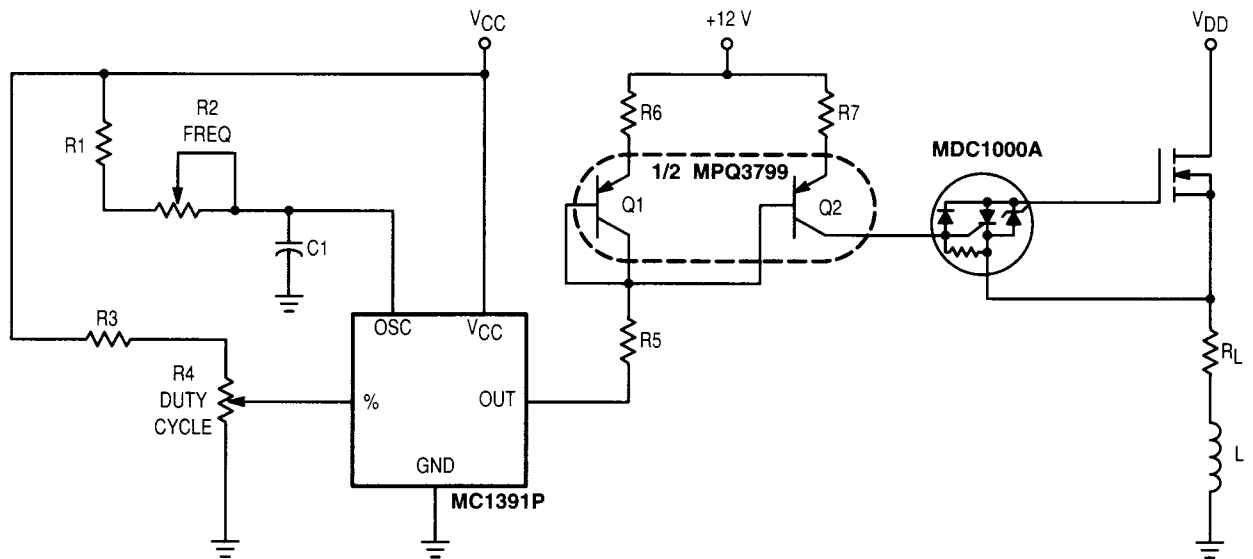 VCC
+12 V
VDD
R2
FREQ
R1
R6
R7
MDC1000A
1/2 MPQ3799
Q1
Q2
C1
R3
OSC
VCC
R5
R4
DUTY
CYCLE
%
OUT
RL
GND
L
MC1391P